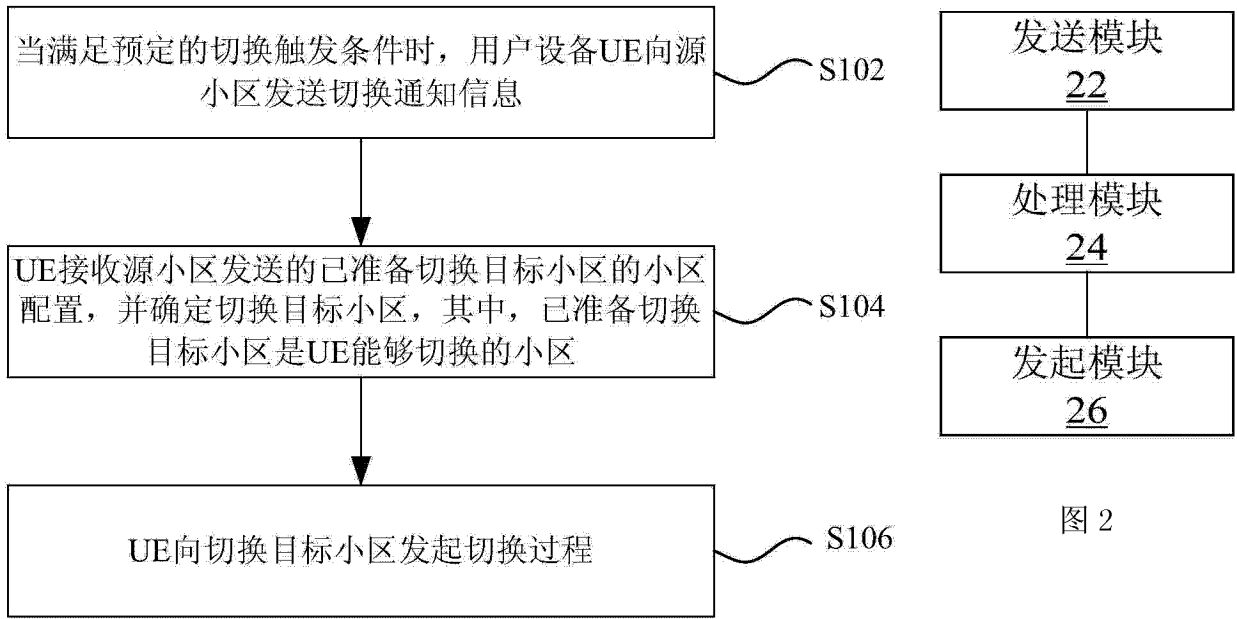 当满足预定的切换触发条件时，用户设备UE向源
小区发送切换通知信息
S102
UE接收源小区发送的已准备切换目标小区的小区
配置，并确定切换目标小区，其中，已准备切换
目标小区是UE能够切换的小区
S104
UE向切换目标小区发起切换过程
S106
发送模块
22
处理模块
24
发起模块
26
图 2